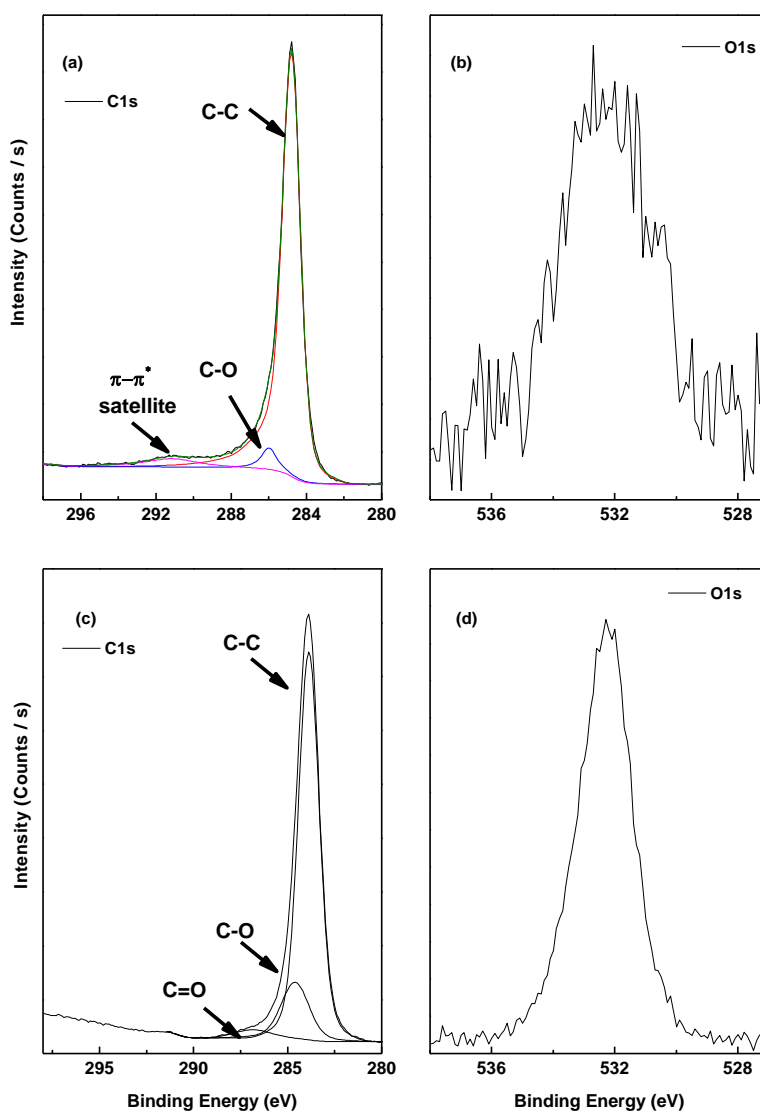 (a)
C1s
C-C
C-O
π−π*
satellite
Intensity (Counts / s)
296 292 288 284 280
(b)
O1s
536 532 528
(c)
C1s
C-C
C-O
C=O
Intensity (Counts / s)
295 290 285 280
Binding Energy (eV)
(d)
O1s
536 532 528
Binding Energy (eV)